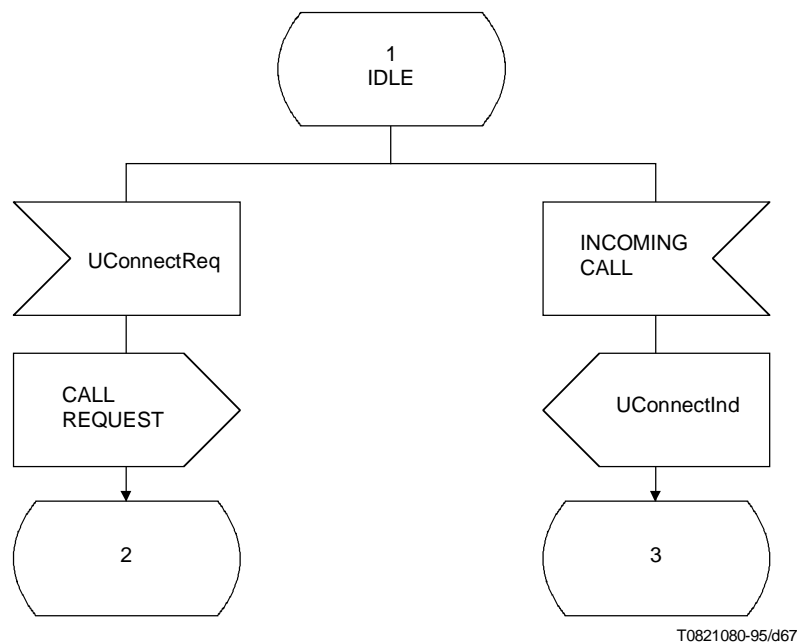 1
IDLE
UConnectReq
INCOMING
CALL
CALL
REQUEST
UConnectInd
2
3
T0821080-95/d67